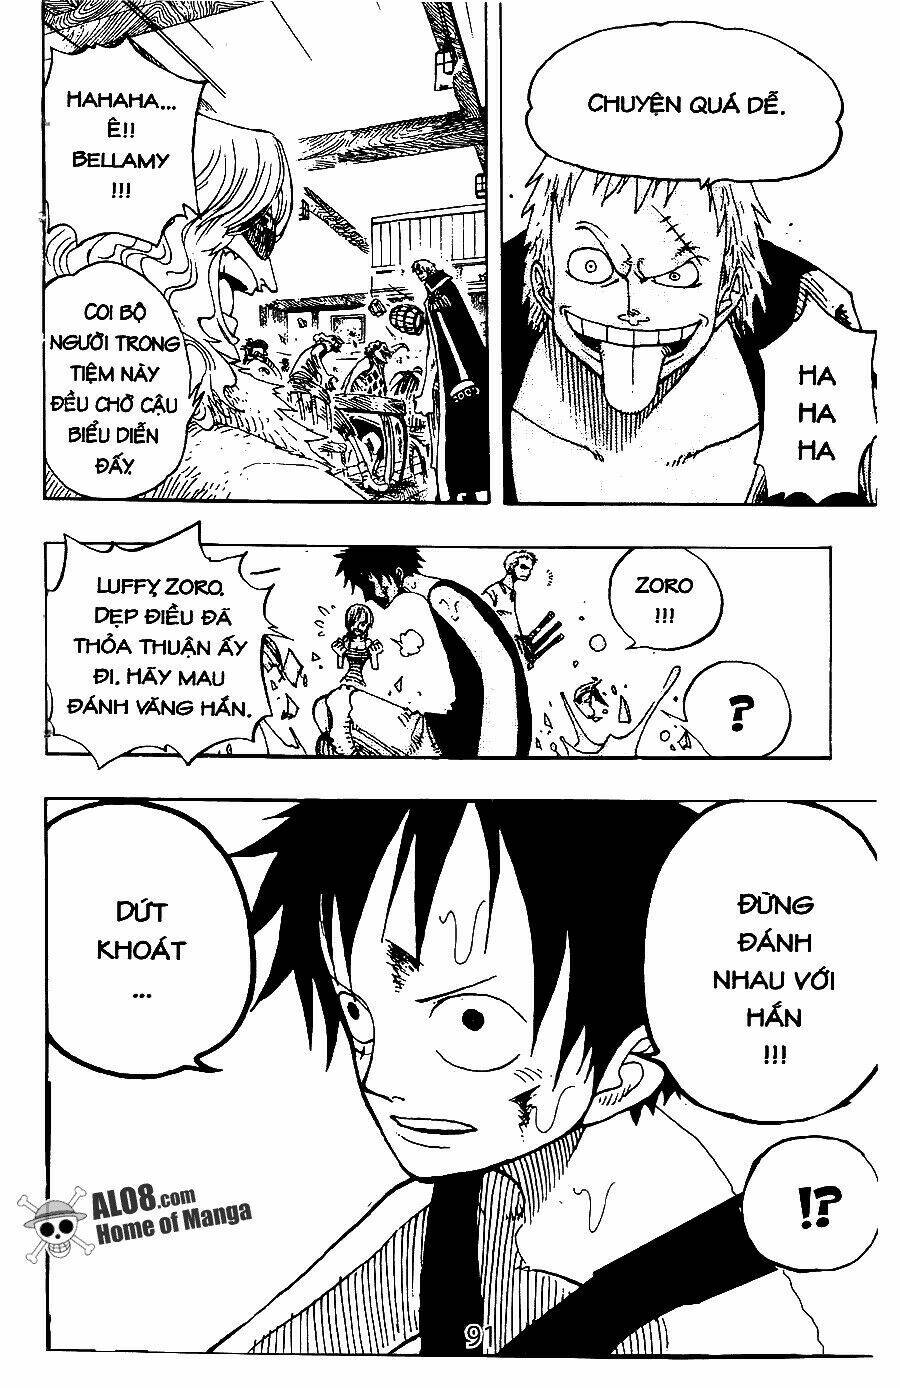 HAHAHA...
Ê!!
BELLAMY
!!!
COI BỘ
NGƯỜI TRONG
TIỆM NÀY
ĐỀU CHỜ CẬU
BIỂU DIỄN
ĐẤY.
CHUYỆN QUÁ DỄ.
HA
HA
HA
LUFFY, ZORO.
DẸP ĐIỀU ĐÃ
THỎA THUẬN ẤY
ĐI. HÃY MAU
ĐÁNH VĂNG HẮN.
ZORO
!!!
?
DỨT
KHOÁT
...
ĐỪNG
ĐÁNH
NHAU VỚI
HẮN
!!!
!?
ALO8.com
Home of Manga
91